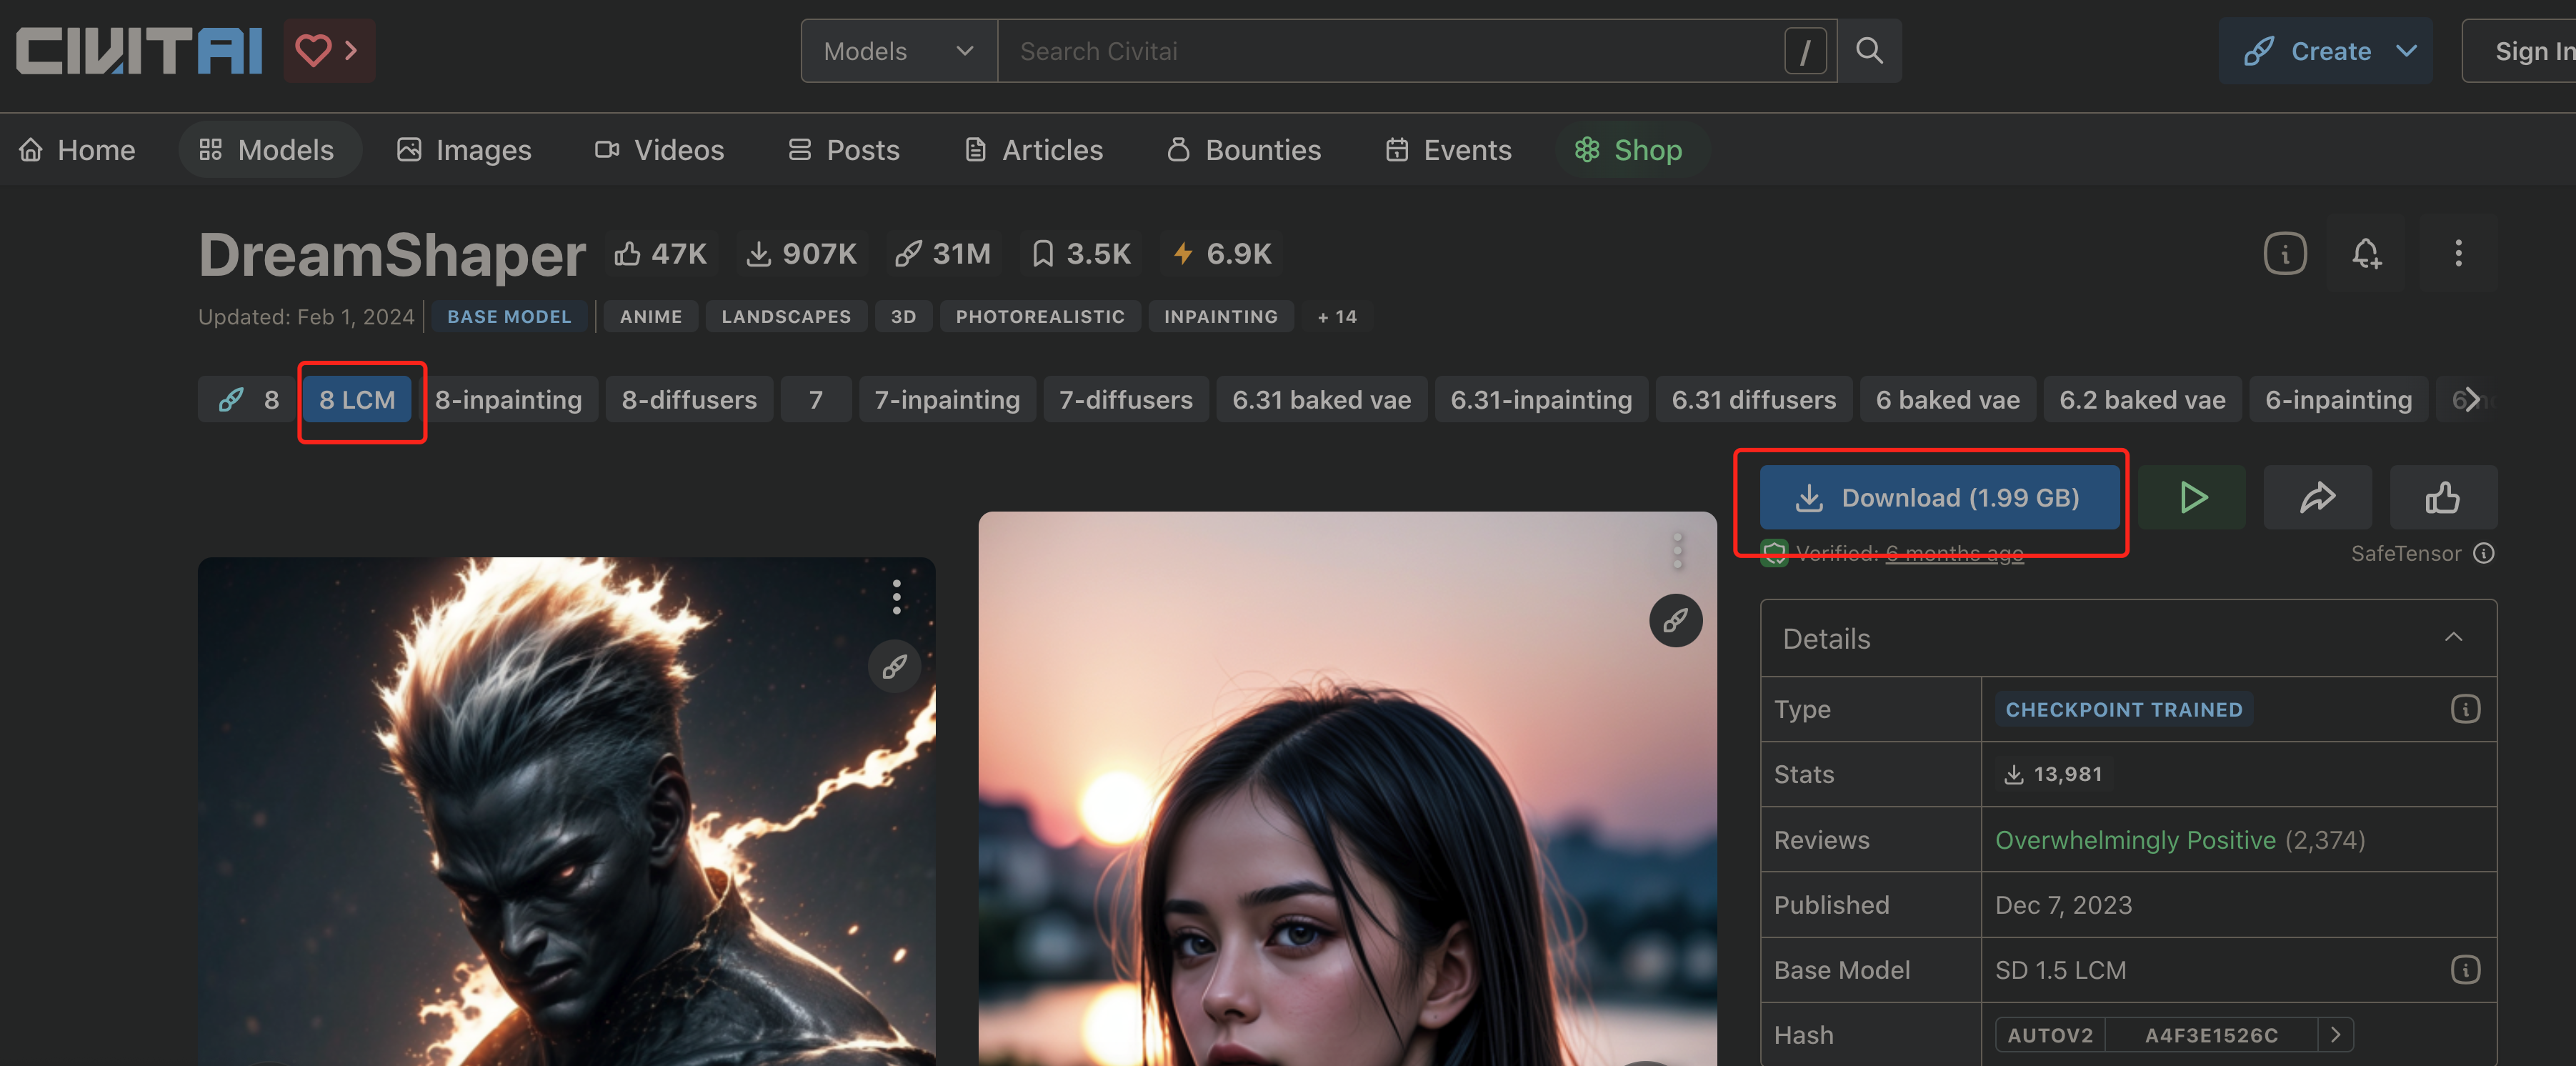 CIVITAI
Models
Search Civitai
/
Create
Sign In
Home
Models
Images
Videos
Posts
Articles
Bounties
Events
Shop
DreamShaper 47K 907K 31M 3.5K 6.9K
Updated: Feb 1, 2024 BASE MODEL ANIME LANDSCAPES 3D PHOTOREALISTIC INPAINTING + 14
8 8 LCM 8-inpainting 8-diffusers 7 7-inpainting 7-diffusers 6.31 baked vae 6.31-inpainting 6.31 diffusers 6 baked vae 6.2 baked vae 6-inpainting
Download (1.99 GB)
Verified: 6 months ago SafeTensor
Details
Type CHECKPOINT TRAINED
Stats 13,981
Reviews Overwhelmingly Positive (2,374)
Published Dec 7, 2023
Base Model SD 1.5 LCM
Hash AUTOV2 A4F3E1526C